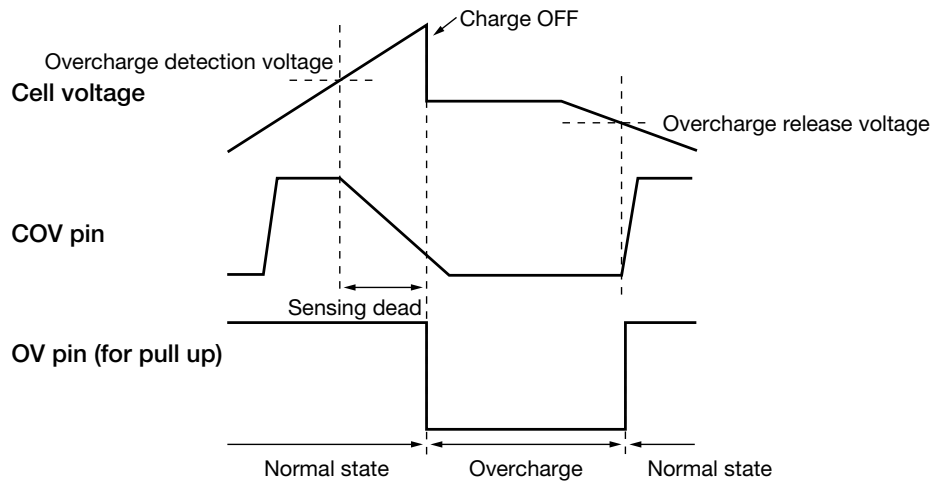 Charge OFF
Overcharge detection voltage
Cell voltage
Overcharge release voltage
COV pin
Sensing dead
OV pin (for pull up)
Normal state
Overcharge
Normal state